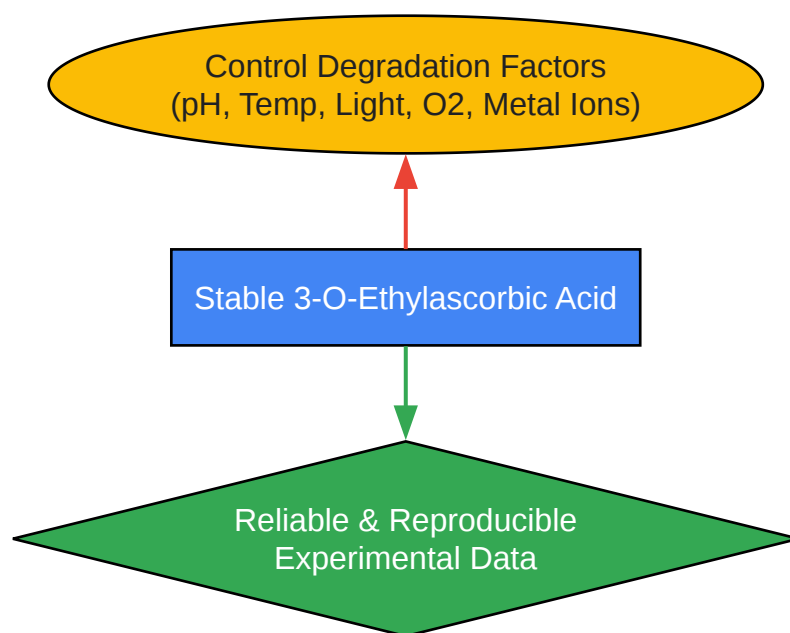 Control Degradation Factors
(pH, Temp, Light, O2, Metal Ions)
Stable 3-O-Ethylascorbic Acid
Reliable & Reproducible
Experimental Data